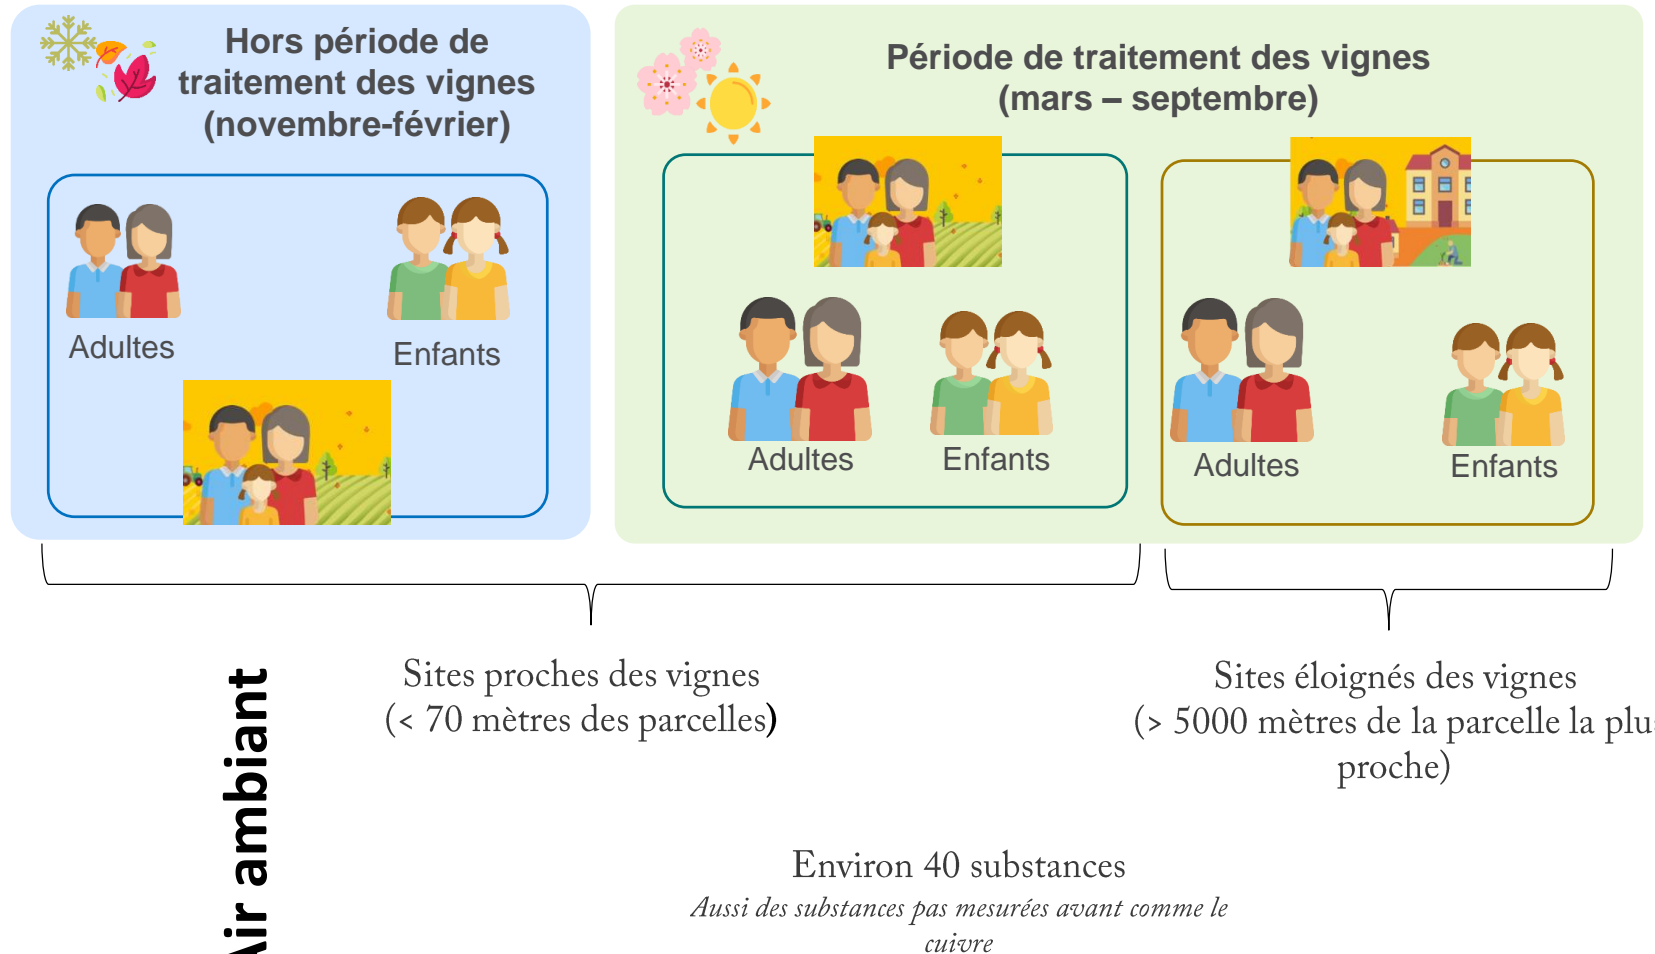 Hors période de
traitement des vignes
(novembre-février)
Adultes
Enfants
Période de traitement des vignes
(mars – septembre)
Adultes
Enfants
Adultes
Enfants
Sites proches des vignes
(< 70 mètres des parcelles)
Sites éloignés des vignes
(> 5000 mètres de la parcelle la plus
proche)
Air ambiant
Environ 40 substances
Aussi des substances pas mesurées avant comme le
cuivre